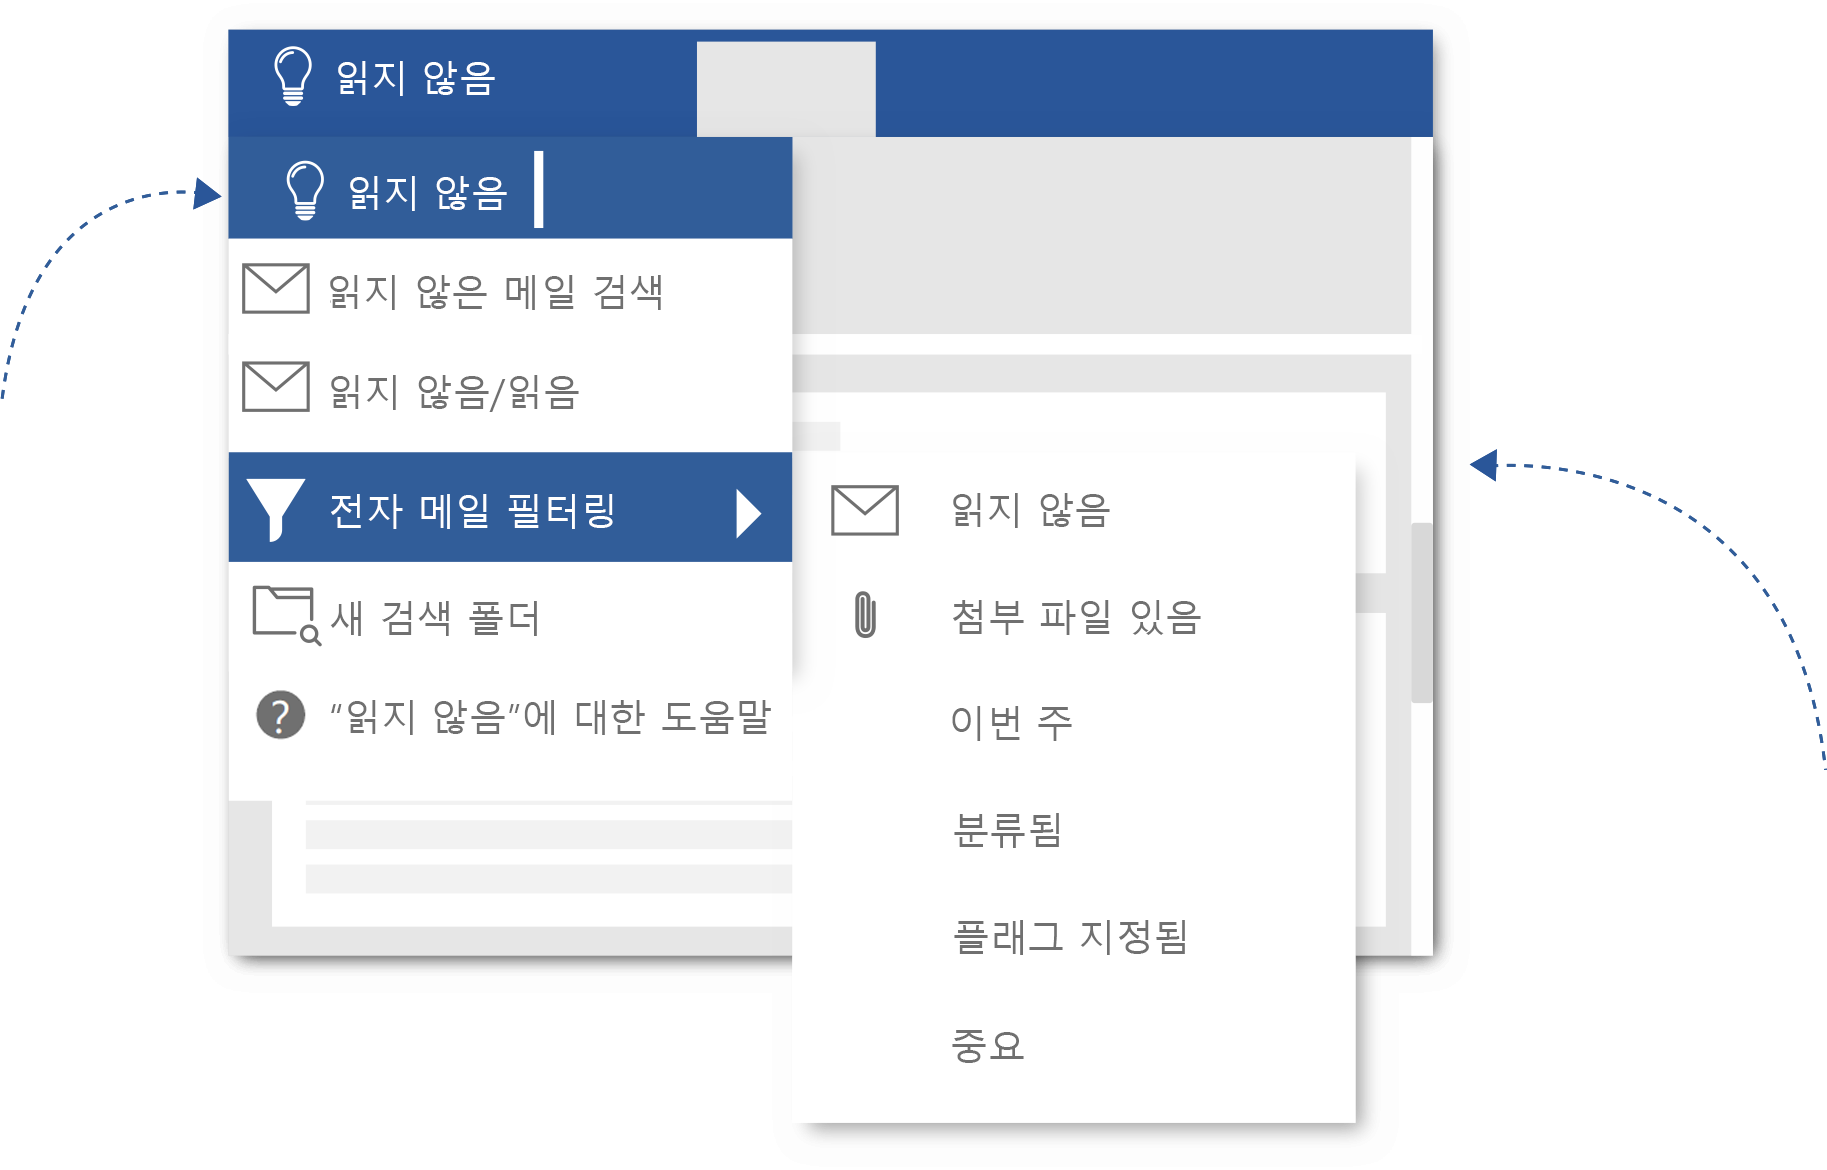 읽지 않음
읽지 않음
읽지 않은 메일 검색
읽지 않음/읽음
전자 메일 필터링
새 검색 폴더
“읽지 않음”에 대한 도움말
읽지 않음
첨부 파일 있음
이번 주
분류됨
플래그 지정됨
중요